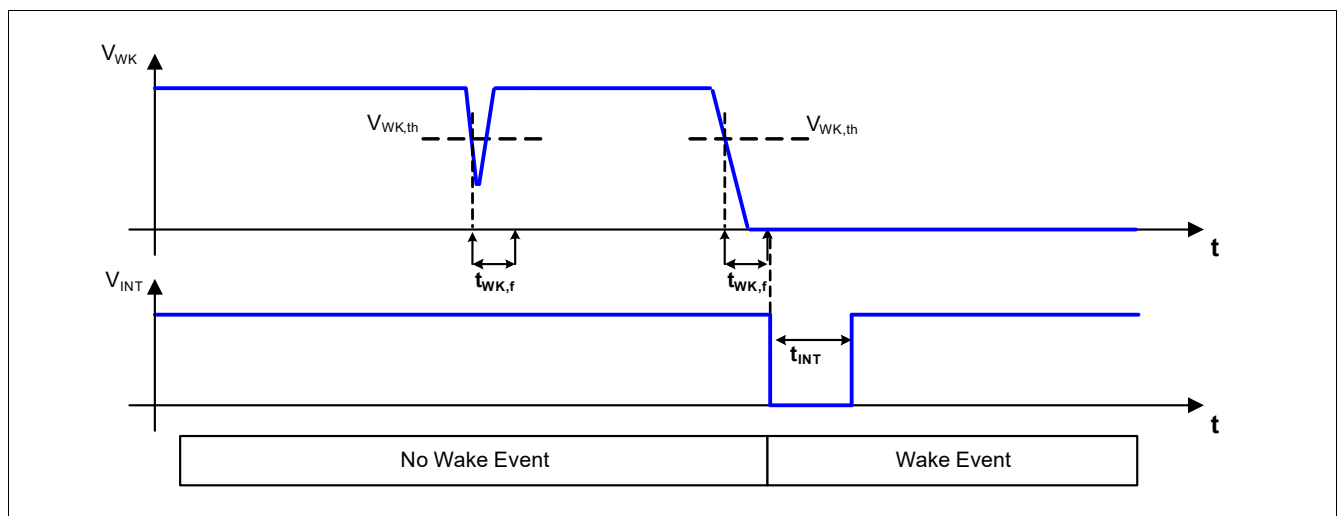 VWK
VWK,th
VWK,th
t
tWK,f
tWK,f
VINT
tINT
t
No Wake Event
Wake Event